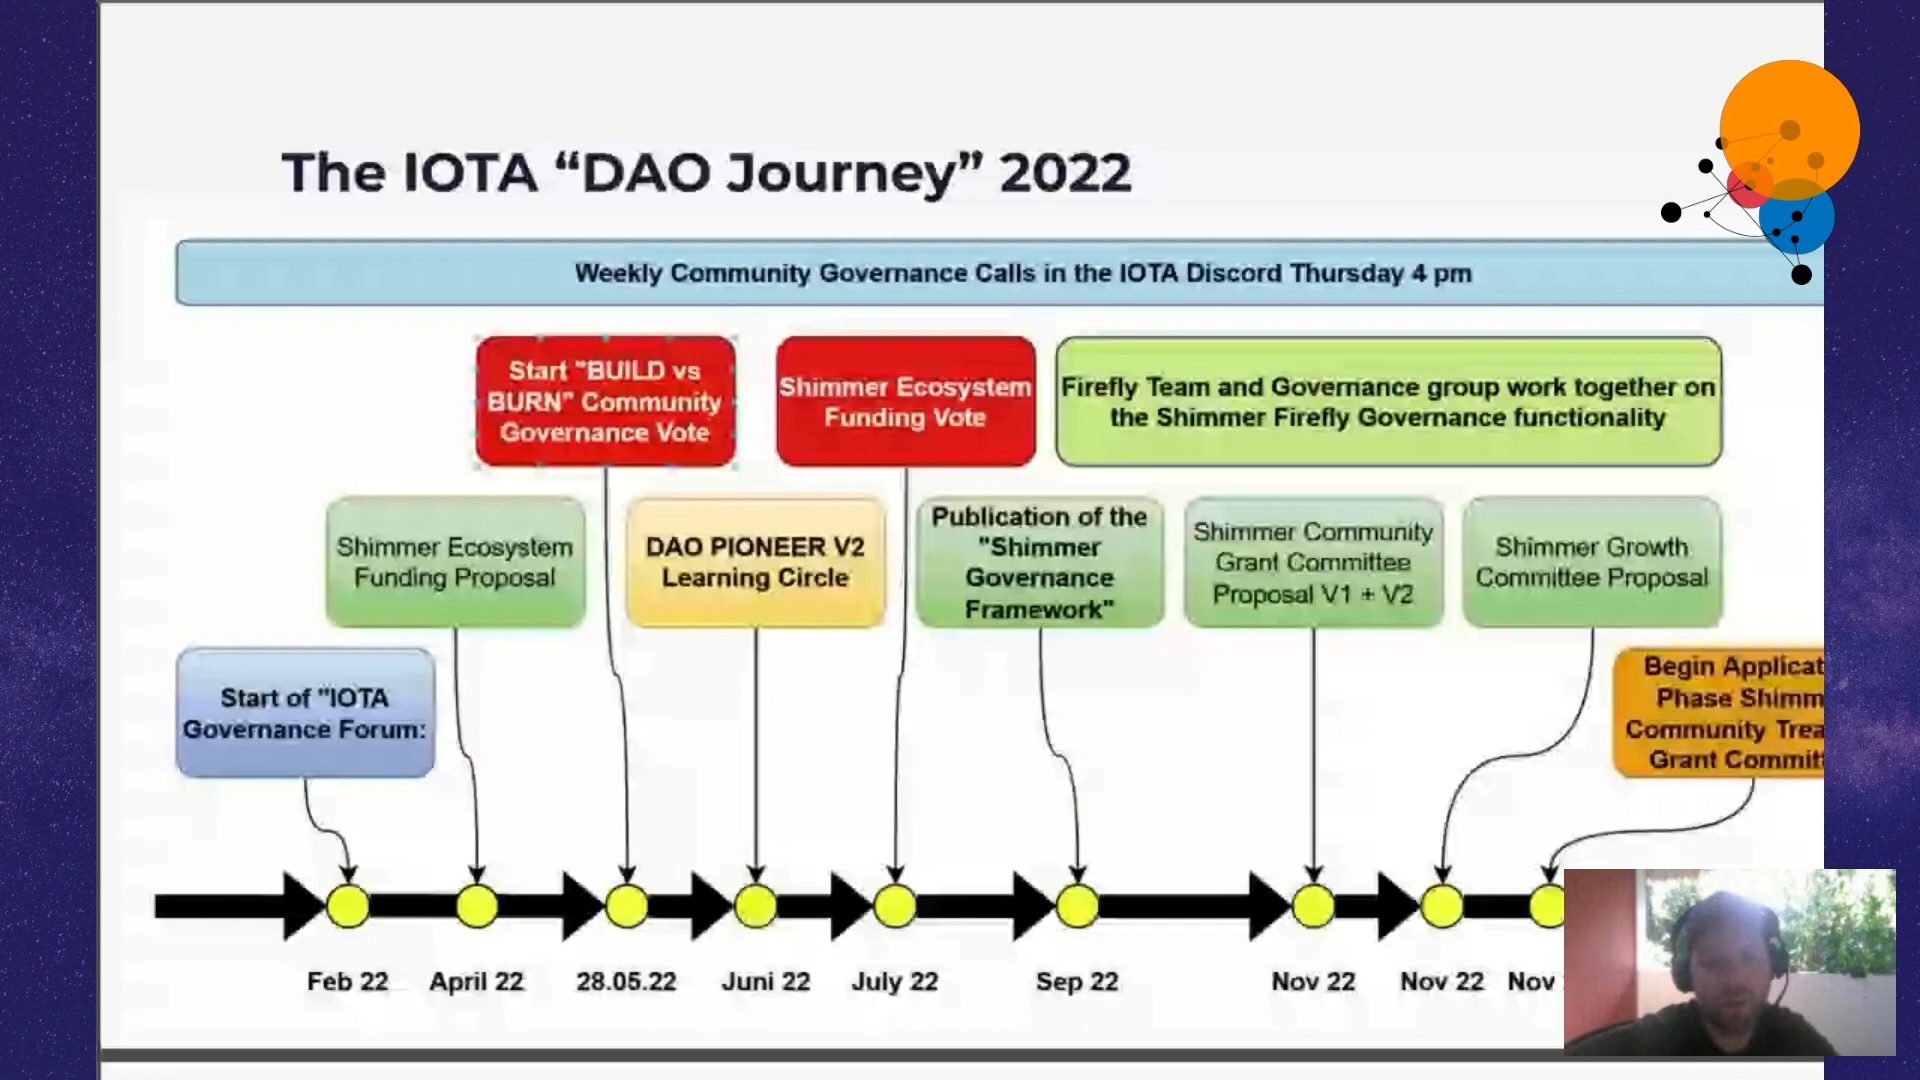 The IOTA “DAO Journey” 2022
Weekly Community Governance Calls in the IOTA Discord Thursday 4 pm
Start "BUILD vs
BURN" Community
Governance Vote
Shimmer Ecosystem
Funding Vote
Firefly Team and Governance group work together on
the Shimmer Firefly Governance functionality
Shimmer Ecosystem
Funding Proposal
DAO PIONEER V2
Learning Circle
Publication of the
"Shimmer
Governance
Framework"
Shimmer Community
Grant Committee
Proposal V1 + V2
Shimmer Growth
Committee Proposal
Start of "IOTA
Governance Forum:
Begin Applicat
Phase Shimm
Community Trea
Grant Committ
Feb 22
April 22
28.05.22
Juni 22
July 22
Sep 22
Nov 22
Nov 22
Nov